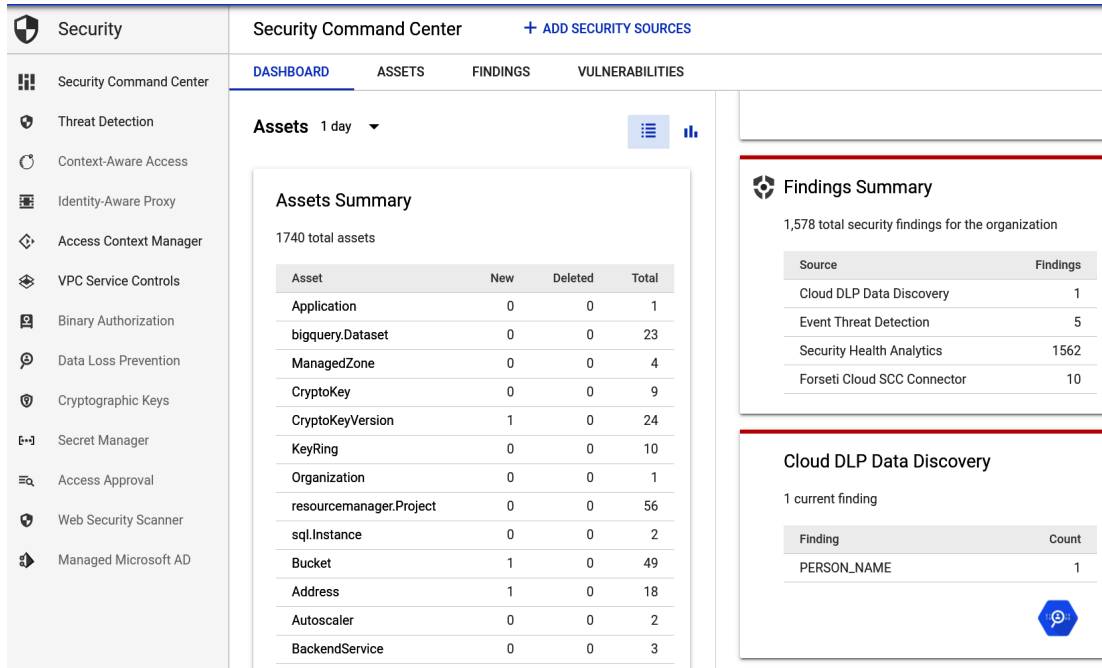 Security
Security Command Center
Threat Detection
Context-Aware Access
Identity-Aware Proxy
Access Context Manager
VPC Service Controls
Binary Authorization
Data Loss Prevention
Cryptographic Keys
Secret Manager
Access Approval
Web Security Scanner
Managed Microsoft AD
Security Command Center + ADD SECURITY SOURCES
DASHBOARD ASSETS FINDINGS VULNERABILITIES
Assets 1 day
Assets Summary
1740 total assets
Asset New Deleted Total
Application 0 0 1
bigquery.Dataset 0 0 23
ManagedZone 0 0 4
CryptoKey 0 0 9
CryptoKeyVersion 1 0 24
KeyRing 0 0 10
Organization 0 0 1
resourcemanager.Project 0 0 56
sql.Instance 0 0 2
Bucket 1 0 49
Address 1 0 18
Autoscaler 0 0 2
BackendService 0 0 3
Findings Summary
1,578 total security findings for the organization
Source Findings
Cloud DLP Data Discovery 1
Event Threat Detection 5
Security Health Analytics 1562
Forseti Cloud SCC Connector 10
Cloud DLP Data Discovery
1 current finding
Finding Count
PERSON_NAME 1